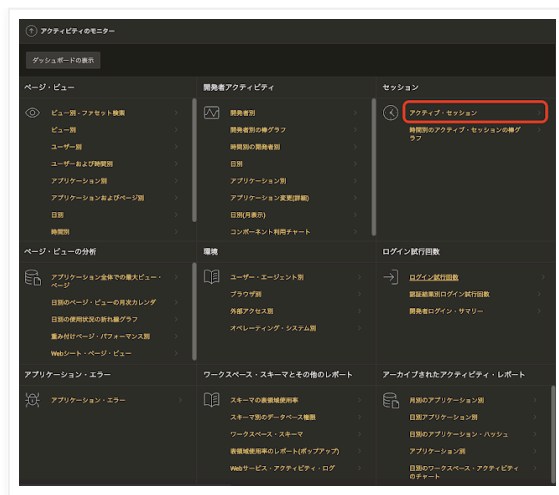 アクティビティのモニター
ダッシュボードの表示
ページ・ビュー
ビュー別 - ファセット検索
ビュー別
ユーザー別
ユーザーおよび時間別
アプリケーション別
アプリケーションおよびページ別
日別
時間別
開発者アクティビティ
開発者別
開発者別の棒グラフ
時間別の開発者別
日別
アプリケーション別
アプリケーション変更(詳細)
日別(月表示)
コンポーネント利用チャート
セッション
アクティブ・セッション
時間別のアクティブ・セッションの棒グ
ラフ
ページ・ビューの分析
アプリケーション全体での最大ビュー・
ページ
日別のページ・ビューの月次カレンダ
日別の使用状況の折れ線グラフ
重み付けページ・パフォーマンス別
Webシート・ページ・ビュー
環境
ユーザー・エージェント別
ブラウザ別
外部アクセス別
オペレーティング・システム別
ログイン試行回数
ログイン試行回数
認証結果別ログイン試行回数
開発者ログイン・サマリー
アプリケーション・エラー
アプリケーション・エラー
ワークスペース・スキーマとその他のレポート
スキーマの表領域使用率
スキーマ別のデータベース権限
ワークスペース・スキーマ
表領域使用率のレポート(ポップアップ)
Webサービス・アクティビティ・ログ
アーカイブされたアクティビティ・レポート
月別のアプリケーション別
日別アプリケーション別
日別のアプリケーション・ハッシュ
アプリケーション別
日別のワークスペース・アクティビティ
のチャート